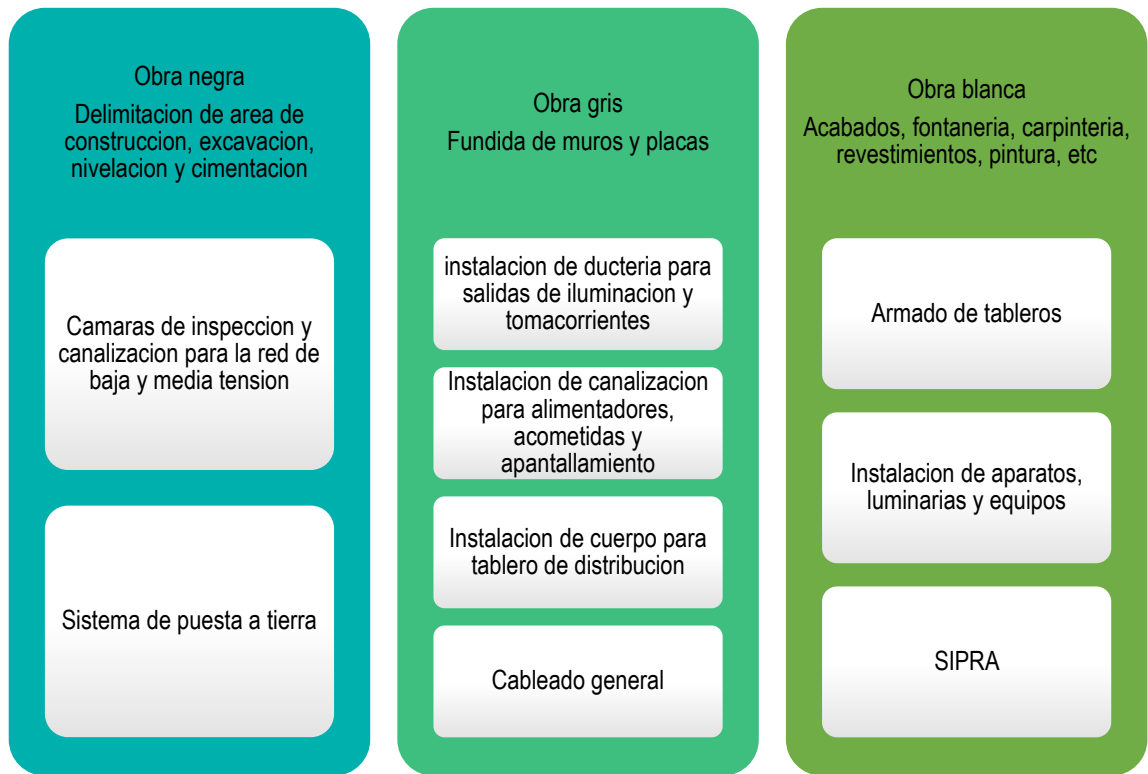 Obra negra
Delimitacion de area de
construccion, excavacion,
nivelacion y cimentacion
Camaras de inspeccion y
canalizacion para la red de
baja y media tension
Sistema de puesta a tierra
Obra gris
Fundida de muros y placas
instalacion de ducteria para
salidas de iluminacion y
tomacorrientes
Instalacion de canalizacion
para alimentadores,
acometidas y
apantallamiento
Instalacion de cuerpo para
tablero de distribucion
Cableado general
Obra blanca
Acabados, fontaneria, carpinteria,
revestimientos, pintura, etc
Armado de tableros
Instalacion de aparatos,
luminarias y equipos
SIPRA